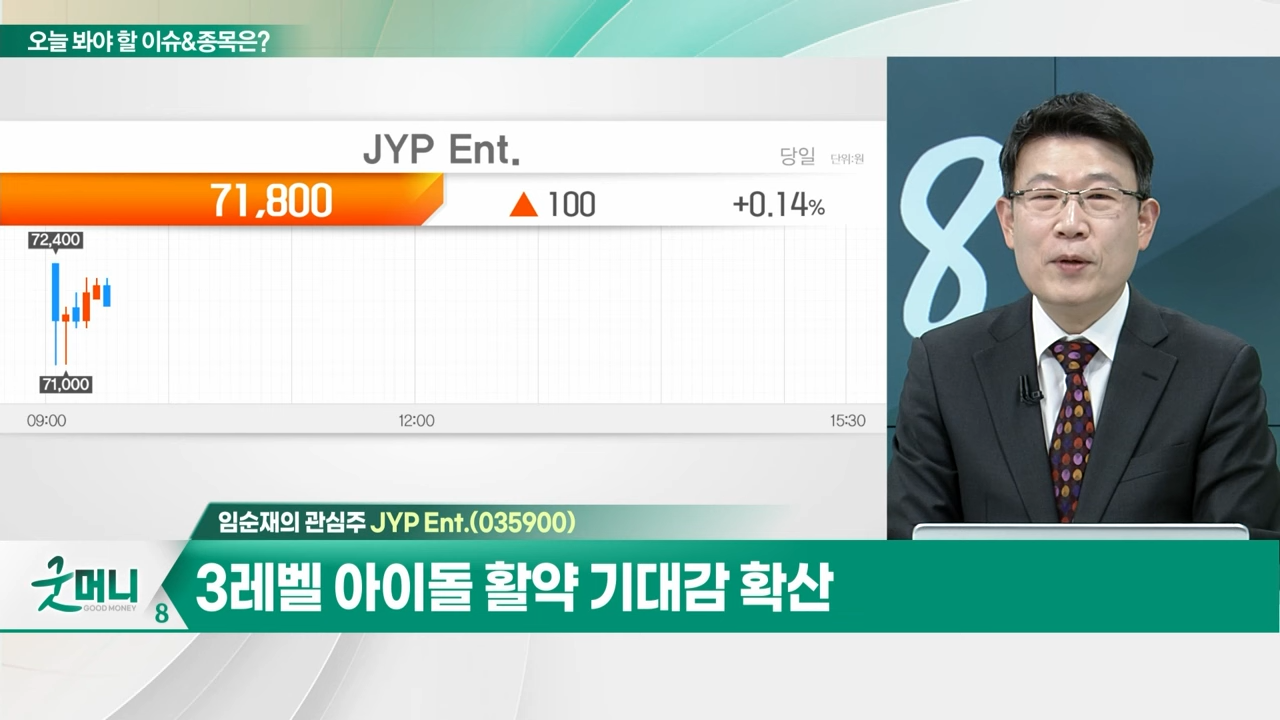 오늘 봐야 할 이슈&종목은?
JYP Ent.
당일 단위:원
71,800 ▲ 100 +0.14%
72,400
71,000
09:00 12:00 15:30
8
임순재의 관심주 JYP Ent.(035900)
굿머니
GOOD MONEY
8
3레벨 아이돌 활약 기대감 확산